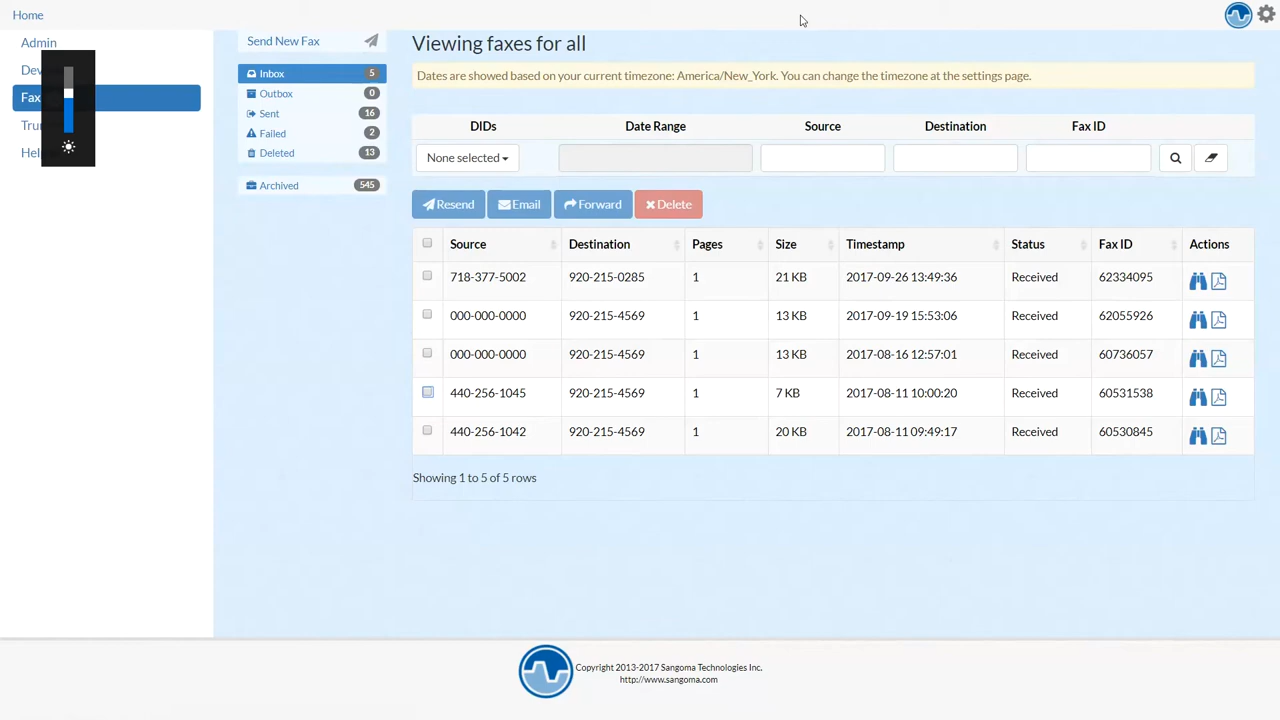 Home
Admin
Fax
Send New Fax
Inbox 5
Outbox 0
Sent 16
Failed 2
Deleted 13
Archived 545
Viewing faxes for all
Dates are showed based on your current timezone: America/New_York. You can change the timezone at the settings page.
DIDs Date Range Source Destination Fax ID
None selected
Resend Email Forward Delete
Source Destination Pages Size Timestamp Status Fax ID Actions
718-377-5002 920-215-0285 1 21 KB 2017-09-26 13:49:36 Received 62334095
000-000-0000 920-215-4569 1 13 KB 2017-09-19 15:53:06 Received 62055926
000-000-0000 920-215-4569 1 13 KB 2017-08-16 12:57:01 Received 60736057
440-256-1045 920-215-4569 1 7 KB 2017-08-11 10:00:20 Received 60531538
440-256-1042 920-215-4569 1 20 KB 2017-08-11 09:49:17 Received 60530845
Showing 1 to 5 of 5 rows
Copyright 2013-2017 Sangoma Technologies Inc.
http://www.sangoma.com